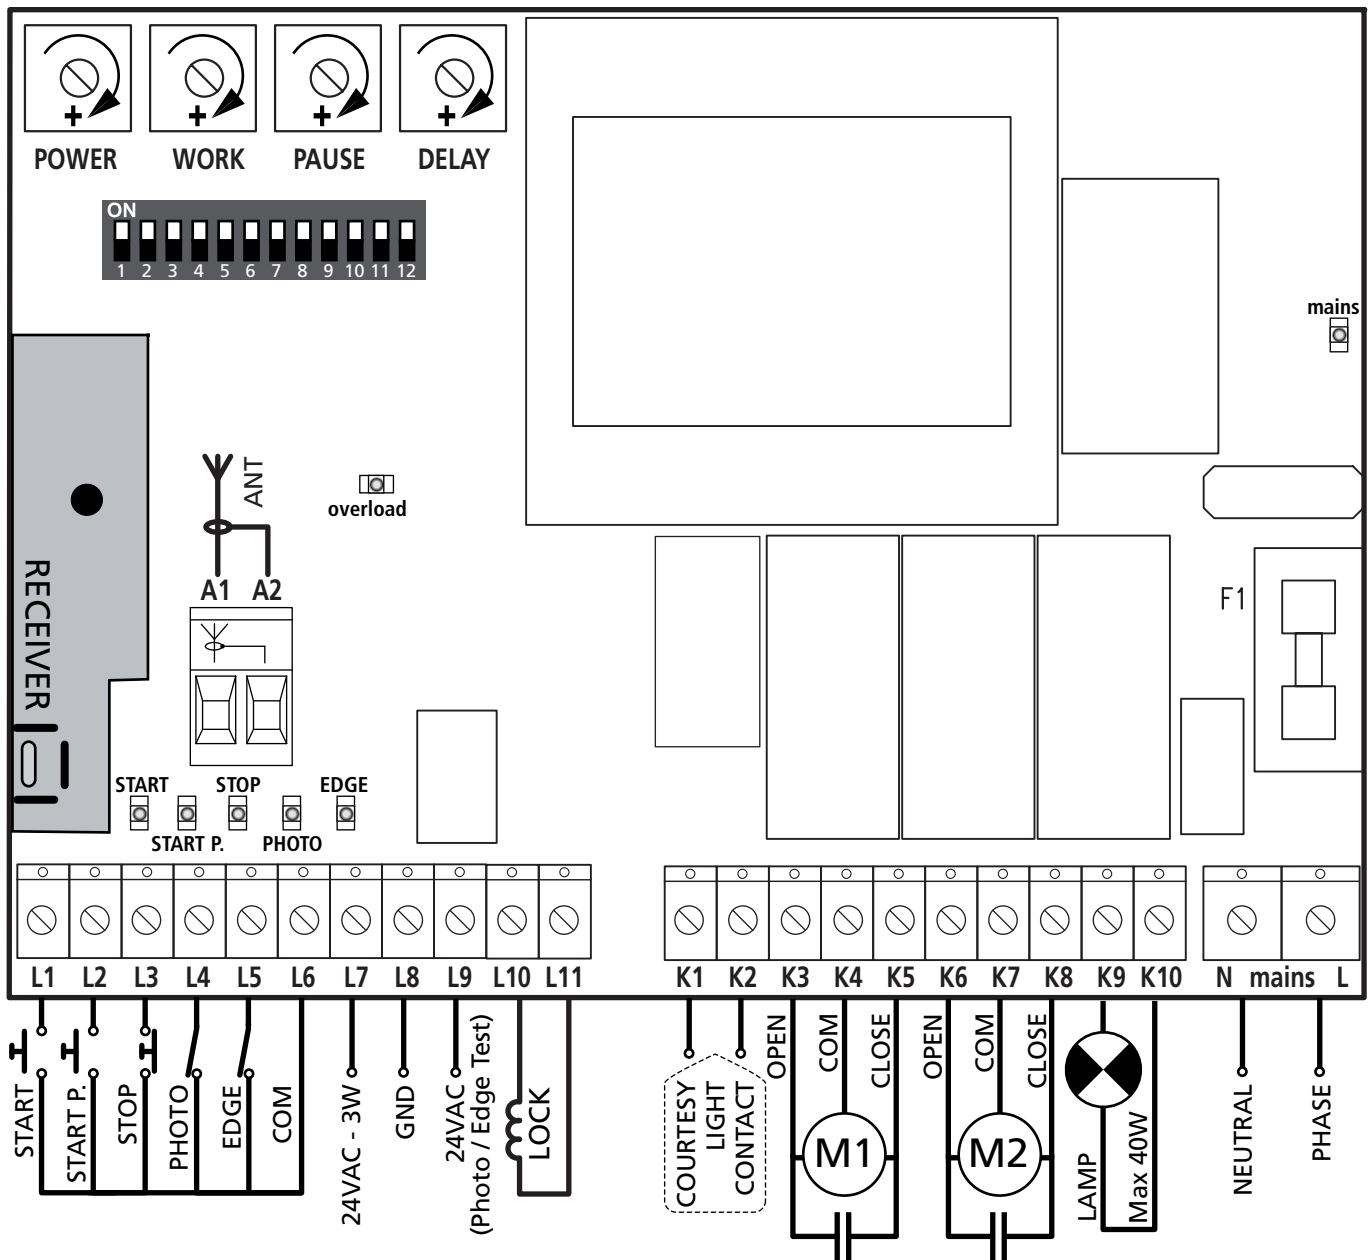 POWER WORK PAUSE DELAY
ON
1 2 3 4 5 6 7 8 9 10 11 12
mains
ANT
overload
A1 A2
F1
RECEIVER
START STOP EDGE
START P. PHOTO
L1 L2 L3 L4 L5 L6 L7 L8 L9 L10 L11
K1 K2 K3 K4 K5 K6 K7 K8 K9 K10
N mains L
START
START P.
STOP
PHOTO
EDGE
COM
24VAC - 3W
GND
24VAC
(Photo / Edge Test)
LOCK
COURTESY
LIGHT
CONTACT
OPEN
COM
CLOSE
M1
OPEN
COM
CLOSE
M2
LAMP
Max 40W
NEUTRAL
PHASE